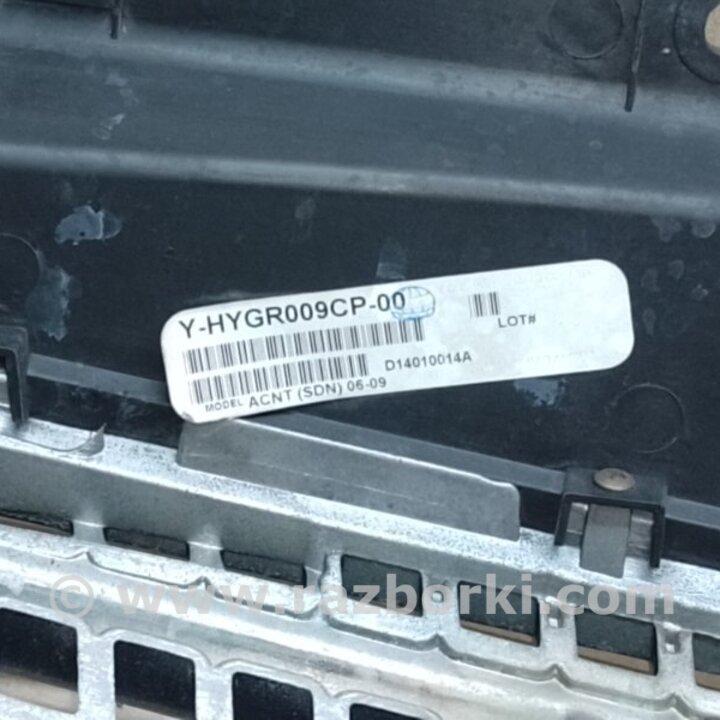 Y-HYGR009CP-00
LOT#
D14010014A
MODEL ACNT (SDN) 06-09
© www.razborki.com